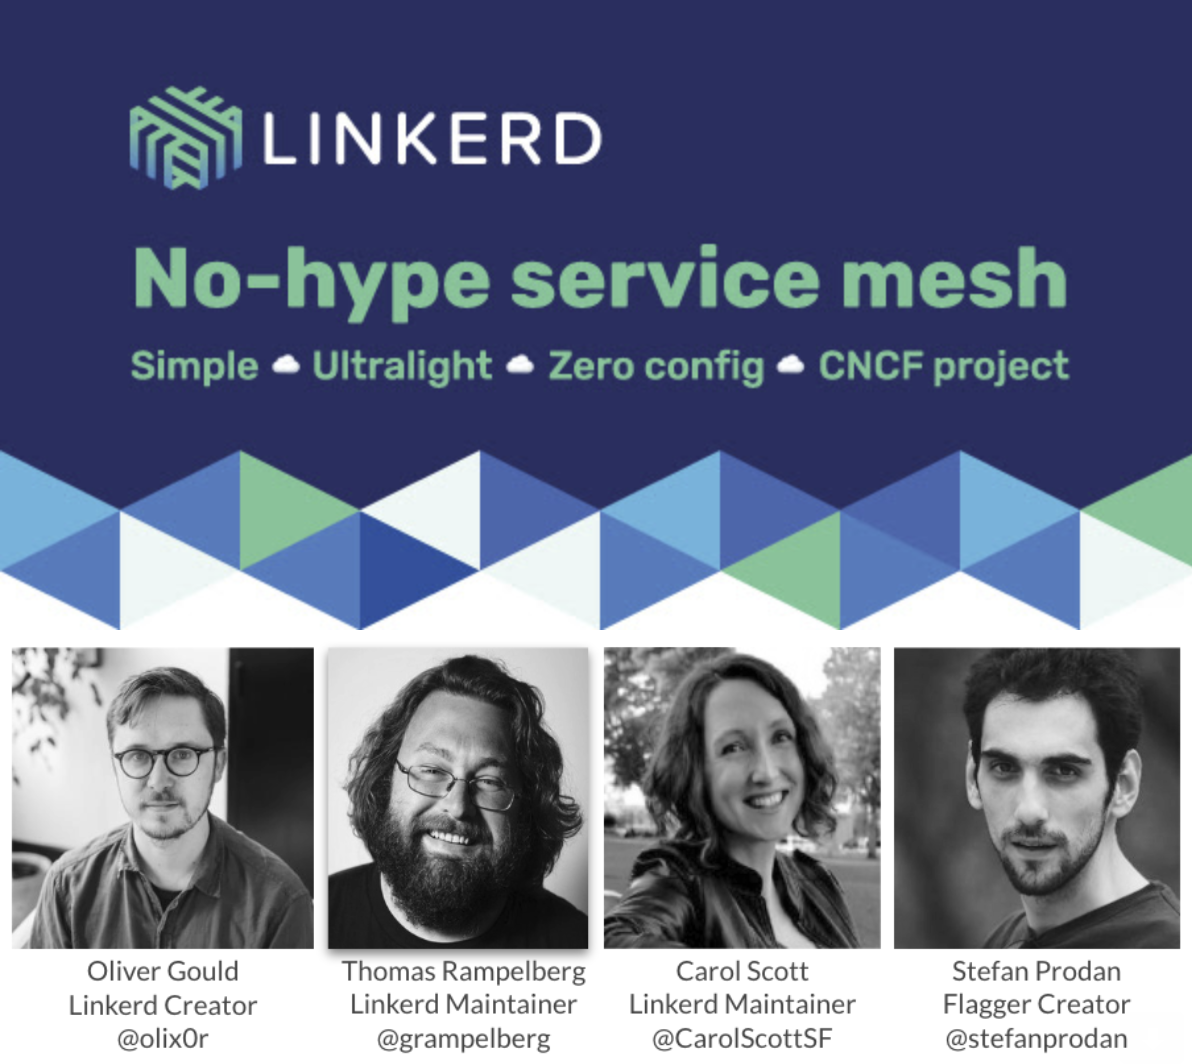 LINKERD
No-hype service mesh
Simple ☁ Ultralight ☁ Zero config ☁ CNCF project
Oliver Gould
Linkerd Creator
@olix0r
Thomas Rampelberg
Linkerd Maintainer
@grampelberg
Carol Scott
Linkerd Maintainer
@CarolScottSF
Stefan Prodan
Flagger Creator
@stefanprodan